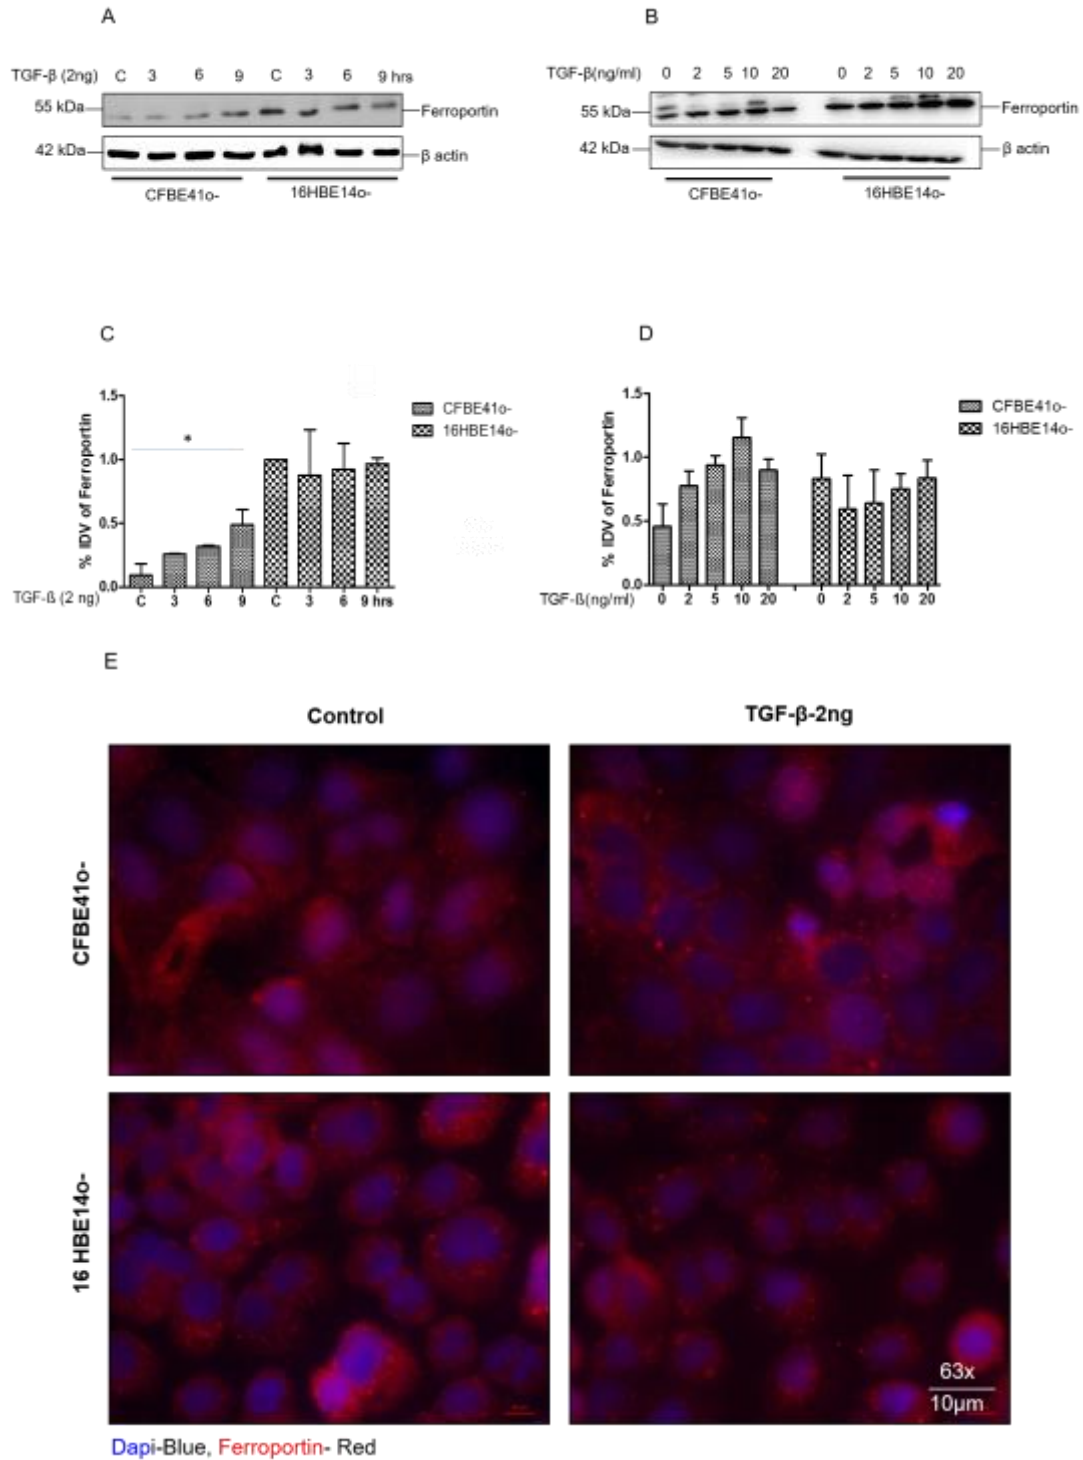 A
TGF-β (2ng) C 3 6 9 C 3 6 9 hrs
55 kDa
Ferroportin
42 kDa
β actin
CFBE41o-
16HBE14o-
B
TGF-β(ng/ml) 0 2 5 10 20 0 2 5 10 20
55 kDa
Ferroportin
42 kDa
β actin
CFBE41o-
16HBE14o-
C
1.5
1.0
0.5
0.0
% IDV of Ferroportin
*
CFBE41o-
16HBE14o-
TGF-ß (2 ng) C 3 6 9 C 3 6 9 hrs
D
1.5
1.0
0.5
0.0
% IDV of Ferroportin
CFBE41o-
16HBE14o-
TGF-ß(ng/ml) 0 2 5 10 20 0 2 5 10 20
E
Control
TGF-β-2ng
CFBE41o-
16 HBE14o-
63x
10µm
Dapi-Blue, Ferroportin- Red